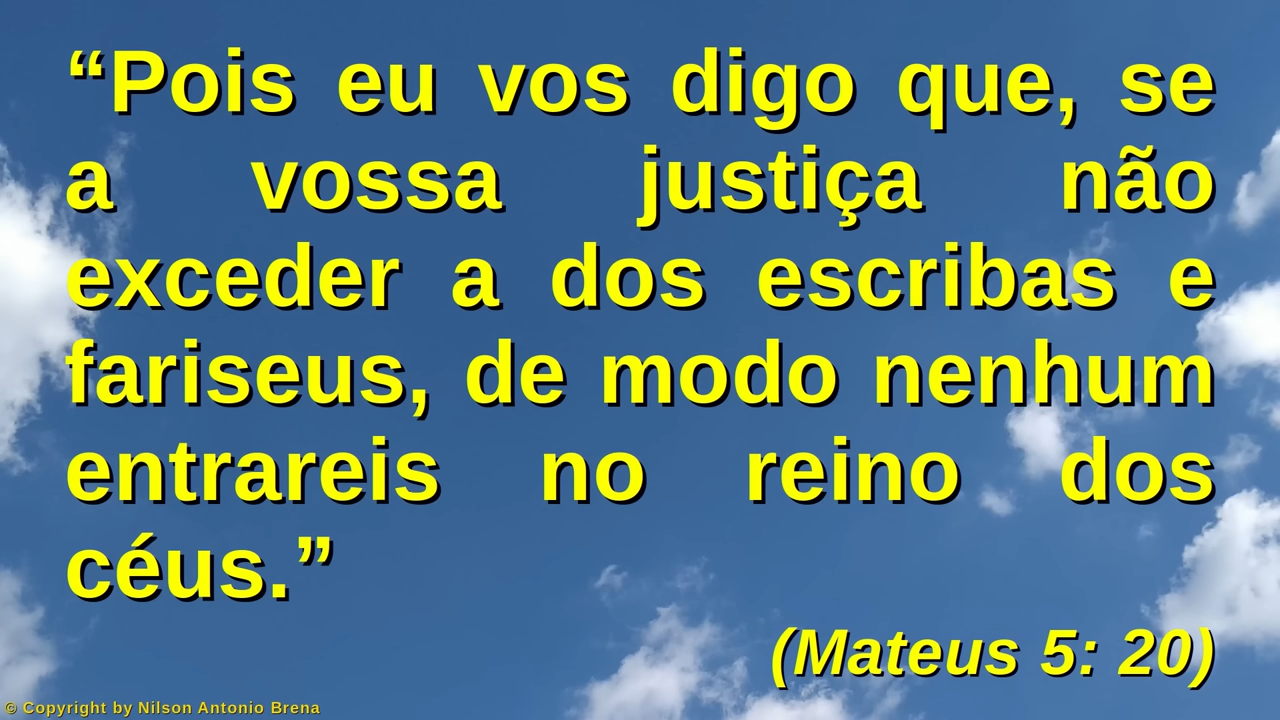 “Pois eu vos digo que, se
a vossa justiça não
exceder a dos escribas e
fariseus, de modo nenhum
entrareis no reino dos
céus.”
(Mateus 5: 20)
© Copyright by Nilson Antonio Brena